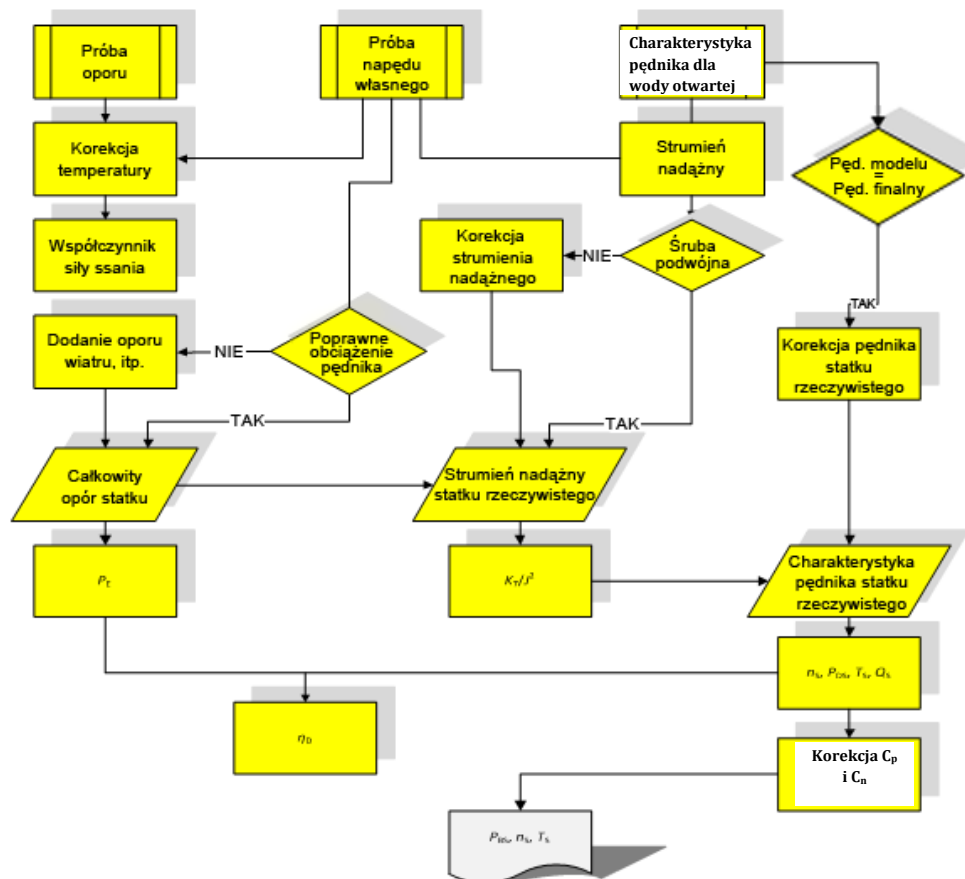 Próba
oporu
Próba
napędu
własnego
Charakterystyka
pędnika dla
wody otwartej
Korekcja
temperatury
Strumień
nadążny
Pęd. modelu
=
Pęd. finalny
Współczynnik
siły ssania
Korekcja
strumienia
nadążnego
NIE
Śruba
podwójna
TAK
Dodanie oporu
wiatru, itp.
NIE
Poprawne
obciążenie
pędnika
Korekcja pędnika
statku
rzeczywistego
TAK
TAK
Całkowity
opór statku
Strumień nadążny
statku rzeczywistego
P_E
K_T/J²
Charakterystyka
pędnika statku
rzeczywistego
n_S, P_DS, T_S, Q_S
η_D
Korekcja C_p
i C_n
P_BS, n_S, T_S